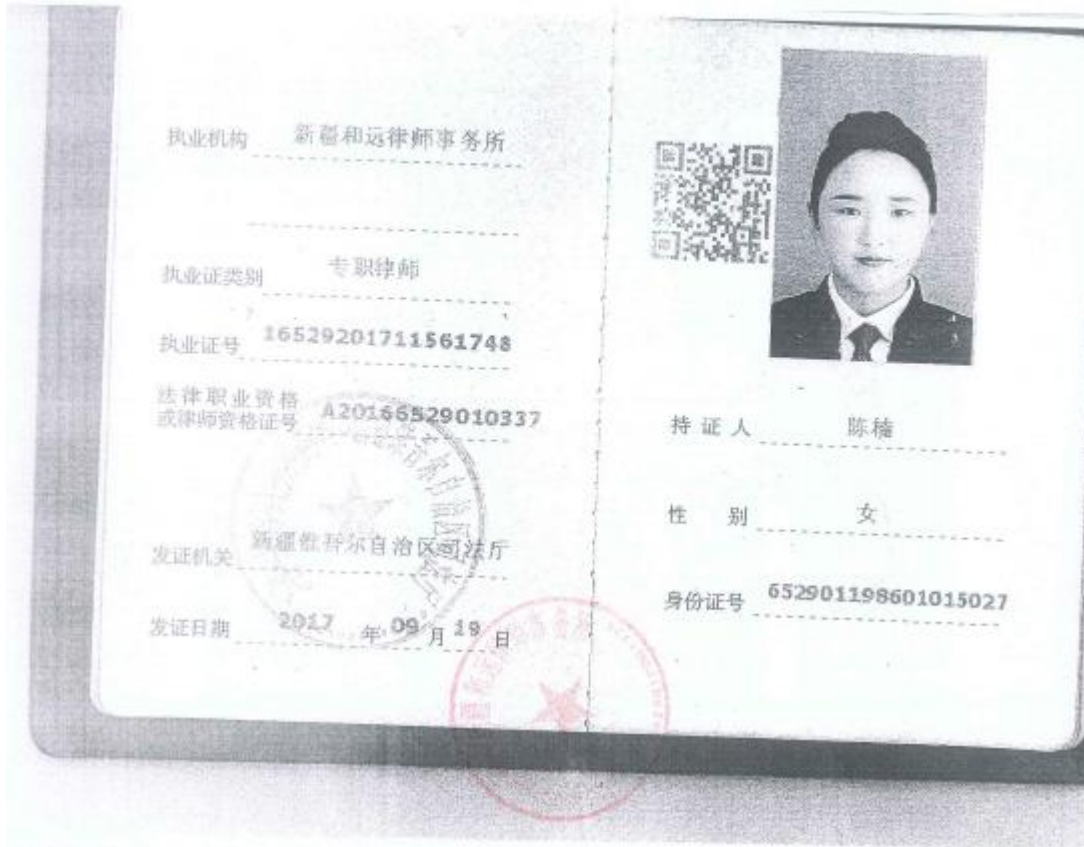 执业机构 新疆和远律师事务所
执业证类别 专职律师
执业证号 16529201711561748
法律职业资格
或律师资格证号 A20166529010337
发证机关 新疆维吾尔自治区司法厅
发证日期 2017 年 09 月 19 日
持证人 陈楠
性别 女
身份证号 652901198601015027